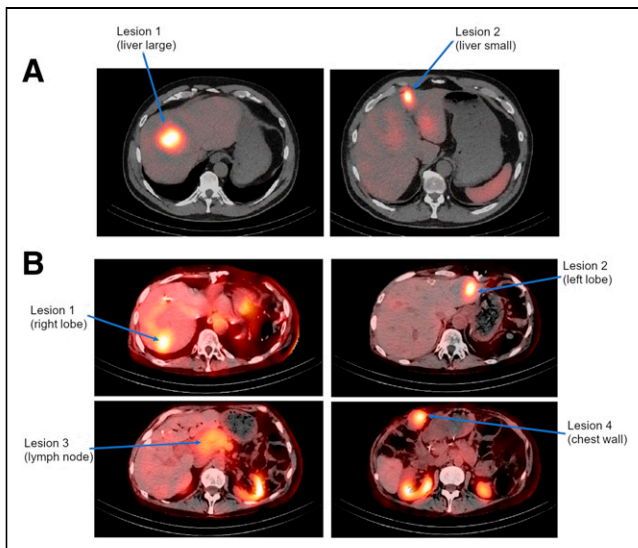 Lesion 1
(liver large)
Lesion 2
(liver small)
A
B
Lesion 1
(right lobe)
Lesion 2
(left lobe)
Lesion 3
(lymph node)
Lesion 4
(chest wall)